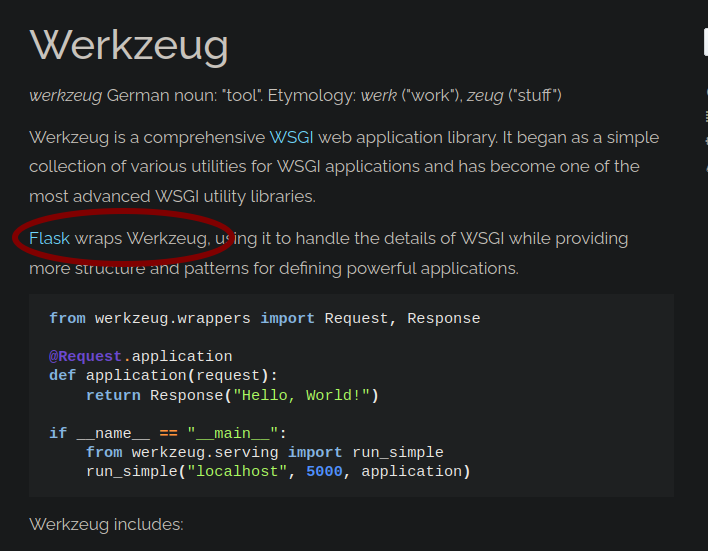 Werkzeug
werkzeug German noun: "tool". Etymology: werk ("work"), zeug ("stuff")
Werkzeug is a comprehensive WSGI web application library. It began as a simple
collection of various utilities for WSGI applications and has become one of the
most advanced WSGI utility libraries.
Flask wraps Werkzeug, using it to handle the details of WSGI while providing
more structure and patterns for defining powerful applications.
from werkzeug.wrappers import Request, Response

@Request.application
def application(request):
    return Response("Hello, World!")

if __name__ == "__main__":
    from werkzeug.serving import run_simple
    run_simple("localhost", 5000, application)
Werkzeug includes: